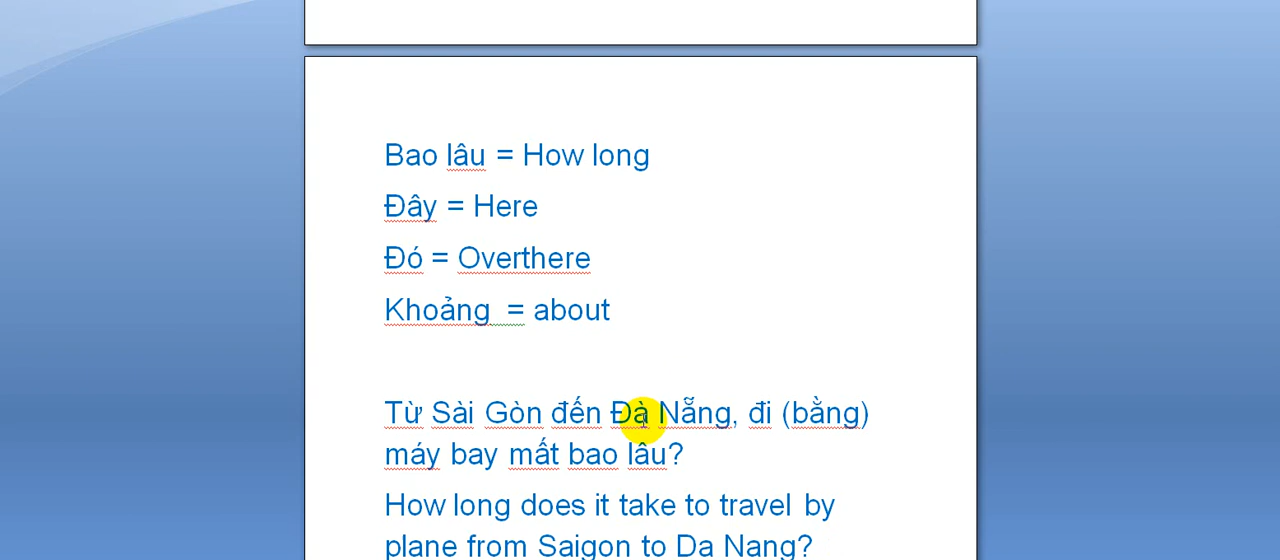 Bao lâu = How long
Đây = Here
Đó = Overthere
Khoảng = about
Từ Sài Gòn đến Đà Nẵng, đi (bằng)
máy bay mất bao lâu?
How long does it take to travel by
plane from Saigon to Da Nang?